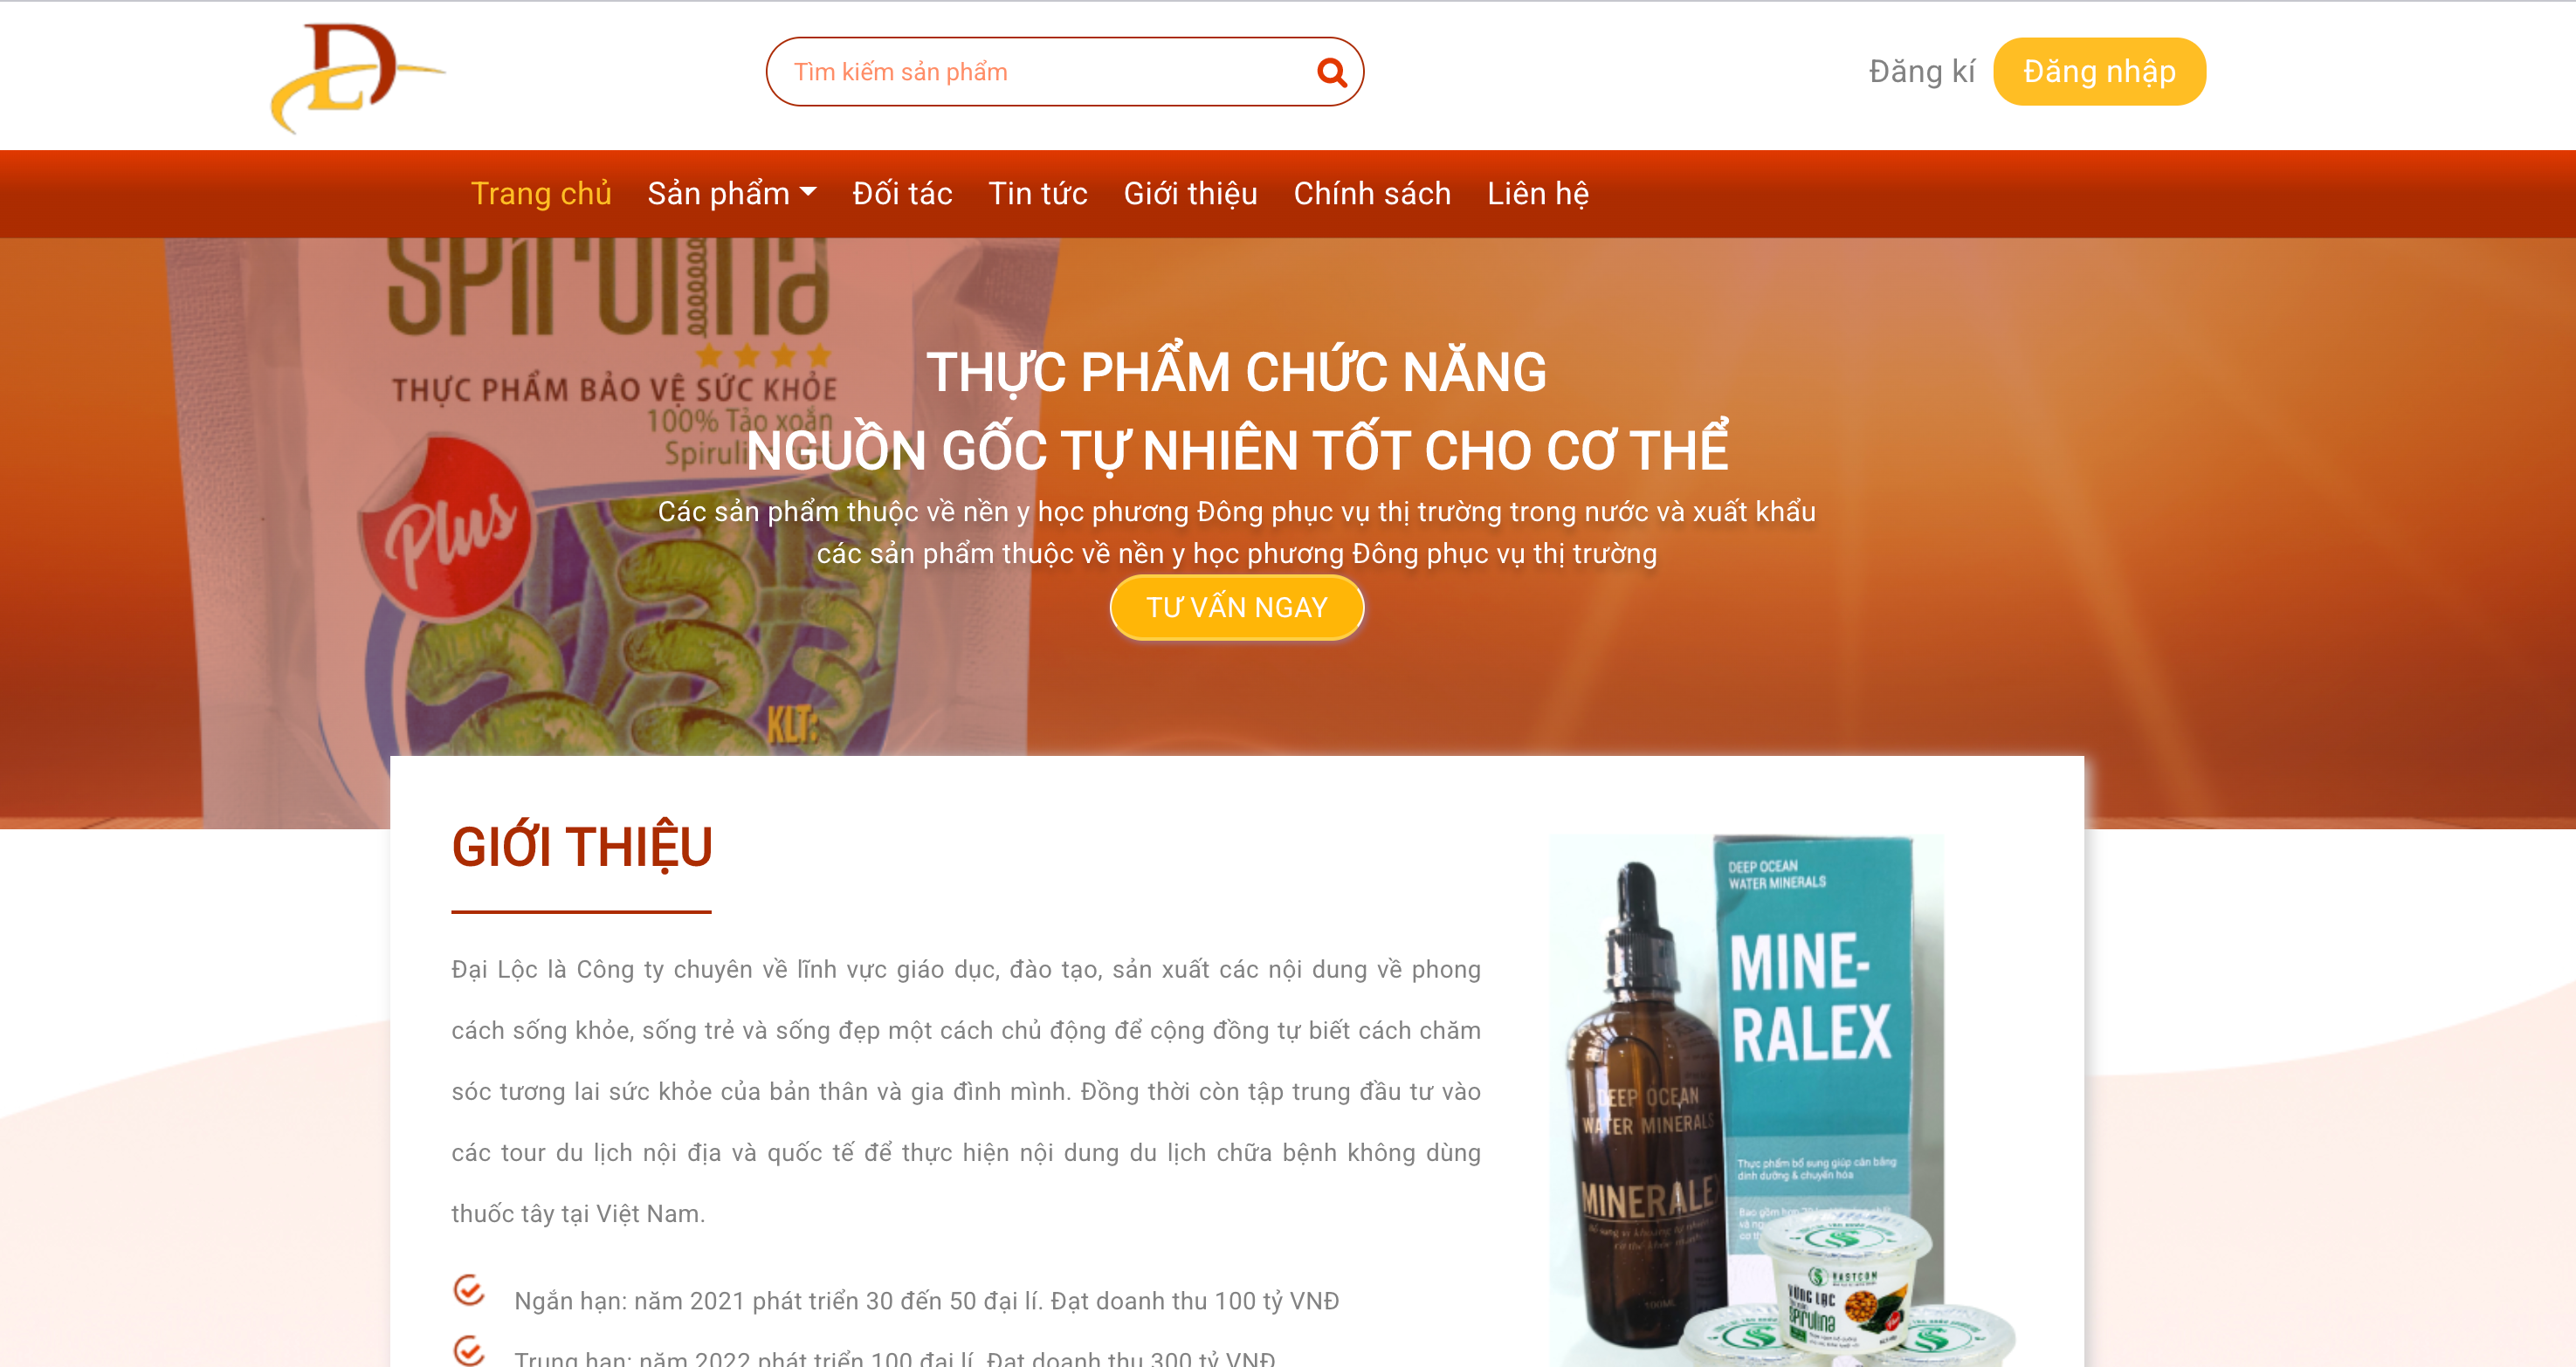 Tìm kiếm sản phẩm
Đăng kí
Đăng nhập
Trang chủ
Sản phẩm
Đối tác
Tin tức
Giới thiệu
Chính sách
Liên hệ
Spirulina
THỰC PHẨM BẢO VỆ SỨC KHỎE
100% Tảo xoắn
Plus
KLT:
THỰC PHẨM CHỨC NĂNG
NGUỒN GỐC TỰ NHIÊN TỐT CHO CƠ THỂ
Các sản phẩm thuộc về nền y học phương Đông phục vụ thị trường trong nước và xuất khẩu
các sản phẩm thuộc về nền y học phương Đông phục vụ thị trường
TƯ VẤN NGAY
GIỚI THIỆU
Đại Lộc là Công ty chuyên về lĩnh vực giáo dục, đào tạo, sản xuất các nội dung về phong
cách sống khỏe, sống trẻ và sống đẹp một cách chủ động để cộng đồng tự biết cách chăm
sóc tương lai sức khỏe của bản thân và gia đình mình. Đồng thời còn tập trung đầu tư vào
các tour du lịch nội địa và quốc tế để thực hiện nội dung du lịch chữa bệnh không dùng
thuốc tây tại Việt Nam.
Ngắn hạn: năm 2021 phát triển 30 đến 50 đại lí. Đạt doanh thu 100 tỷ VNĐ
Trung hạn: năm 2022 phát triển 100 đại lí. Đạt doanh thu 300 tỷ VNĐ
DEEP OCEAN
WATER MINERALS
MINE-
RALEX
Thực phẩm bổ sung giúp cân bằng
dinh dưỡng & chuyển hóa
DEEP OCEAN
WATER MINERALS
MINERALEX
100ML
VỪNG LẠC
Spirulina